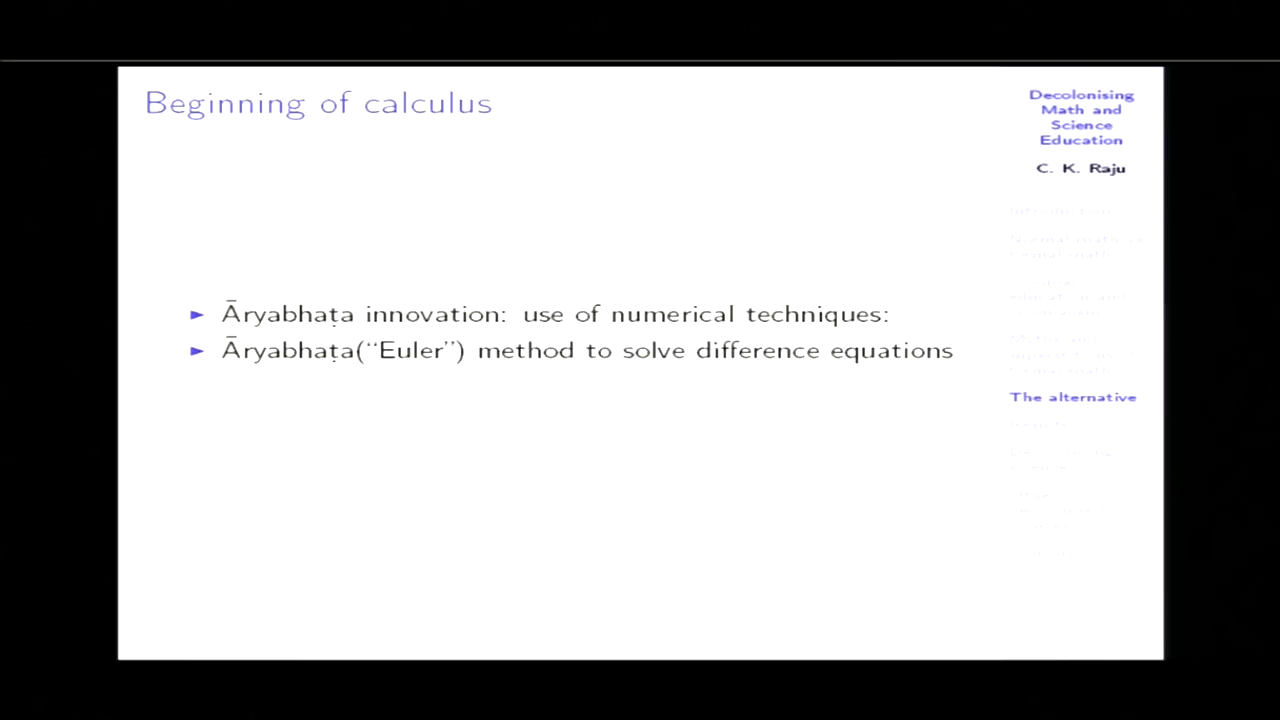 Beginning of calculus
► Āryabhaṭa innovation: use of numerical techniques:
► Āryabhaṭa(“Euler”) method to solve difference equations
Decolonising
Math and
Science
Education
C. K. Raju
The alternative